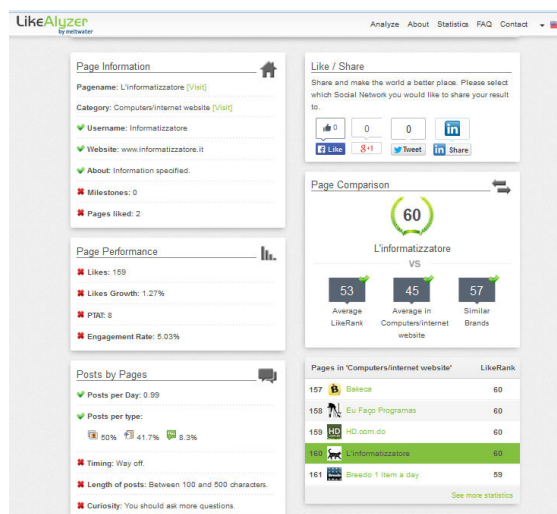 LikeAlyzer
by meltwater
Analyze About Statistics FAQ Contact
Page Information
Pagename: L'informatizzatore [Visit]
Category: Computers/internet website [Visit]
Username: Informatizzatore
Website: www.informatizzatore.it
About: Information specified.
Milestones: 0
Pages liked: 2
Page Performance
Likes: 159
Likes Growth: 1.27%
PTAT: 8
Engagement Rate: 5.03%
Posts by Pages
Posts per Day: 0.99
Posts per type:
50% 41.7% 8.3%
Timing: Way off.
Length of posts: Between 100 and 500 characters.
Curiosity: You should ask more questions.
Like / Share
Share and make the world a better place. Please select
which Social Network you would like to share your result
to.
0 0 0 in
Like g+1 Tweet in Share
Page Comparison
60
L'informatizzatore
VS
53 45 57
Average Average in Similar
LikeRank Computers/internet Brands
website
Pages in 'Computers/internet website' LikeRank
157 B Bakeca 60
158 Eu Faço Programas 60
159 HD HD.com.do 60
160 L'informatizzatore 60
161 Breedo 1 item a day 59
See more statistics